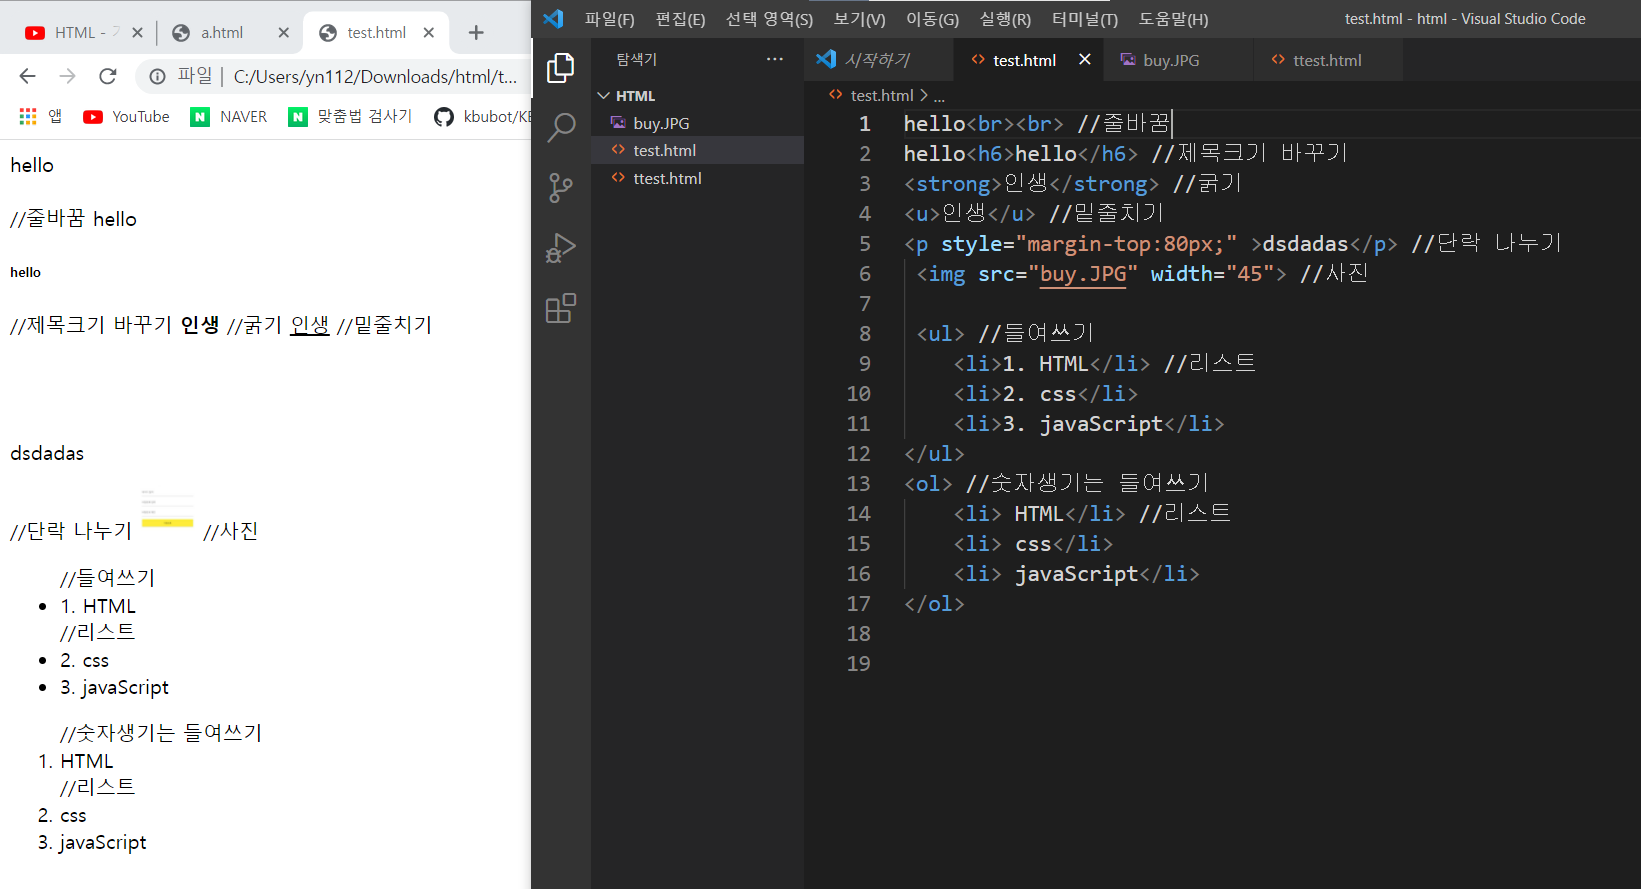 HTML -
a.html
test.html
파일 | C:/Users/yn112/Downloads/html/t...
앱 YouTube NAVER 맞춤법 검사기 kbubot/KE
hello
//줄바꿈 hello
hello
//제목크기 바꾸기 인생 //굵기 인생 //밑줄치기
dsdadas
//단락 나누기 //사진
//들여쓰기
• 1. HTML
//리스트
• 2. css
• 3. javaScript
//숫자생기는 들여쓰기
1. HTML
//리스트
2. css
3. javaScript
파일(F) 편집(E) 선택 영역(S) 보기(V) 이동(G) 실행(R) 터미널(T) 도움말(H)
test.html - html - Visual Studio Code
탐색기 ...
HTML
buy.JPG
test.html
ttest.html
시작하기 test.html buy.JPG ttest.html
test.html > ...
1 hello<br><br> //줄바꿈
2 hello<h6>hello</h6> //제목크기 바꾸기
3 <strong>인생</strong> //굵기
4 <u>인생</u> //밑줄치기
5 <p style="margin-top:80px;" >dsdadas</p> //단락 나누기
6 <img src="buy.JPG" width="45"> //사진
7
8 <ul> //들여쓰기
9 <li>1. HTML</li> //리스트
10 <li>2. css</li>
11 <li>3. javaScript</li>
12 </ul>
13 <ol> //숫자생기는 들여쓰기
14 <li> HTML</li> //리스트
15 <li> css</li>
16 <li> javaScript</li>
17 </ol>
18
19